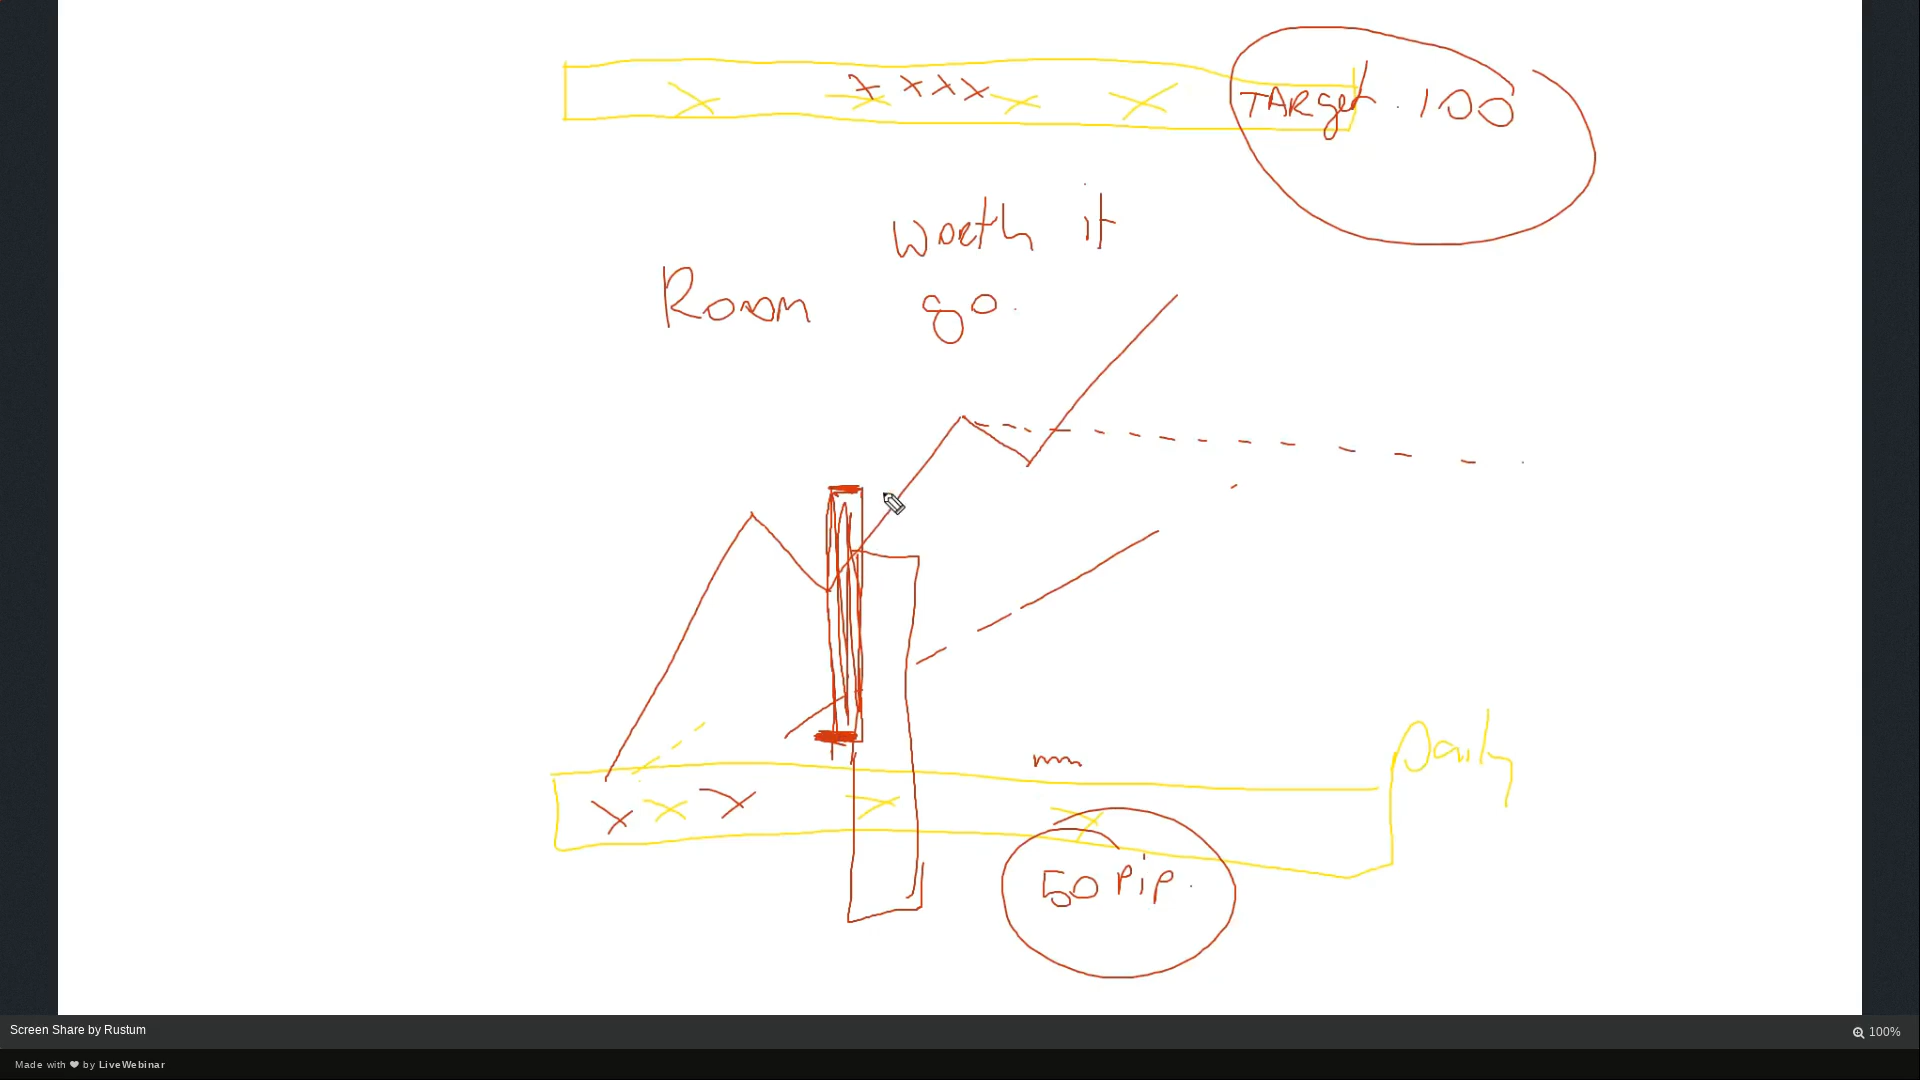 TARget . 100
Worth it
Room go.
Daily
50 PiP.
Screen Share by Rustum
100%
Made with ❤ by LiveWebinar